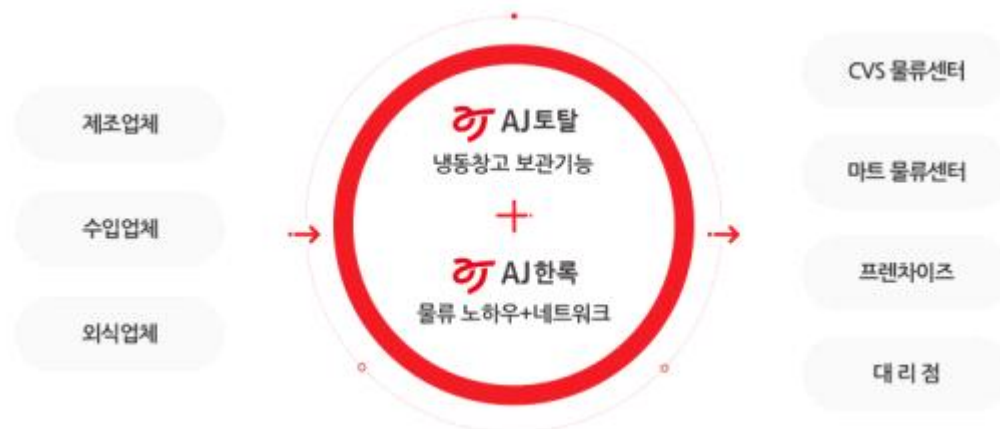 제조업체
수입업체
외식업체
AJ토탈
냉동창고 보관기능
+
AJ한록
물류 노하우+네트워크
CVS 물류센터
마트 물류센터
프렌차이즈
대 리 점